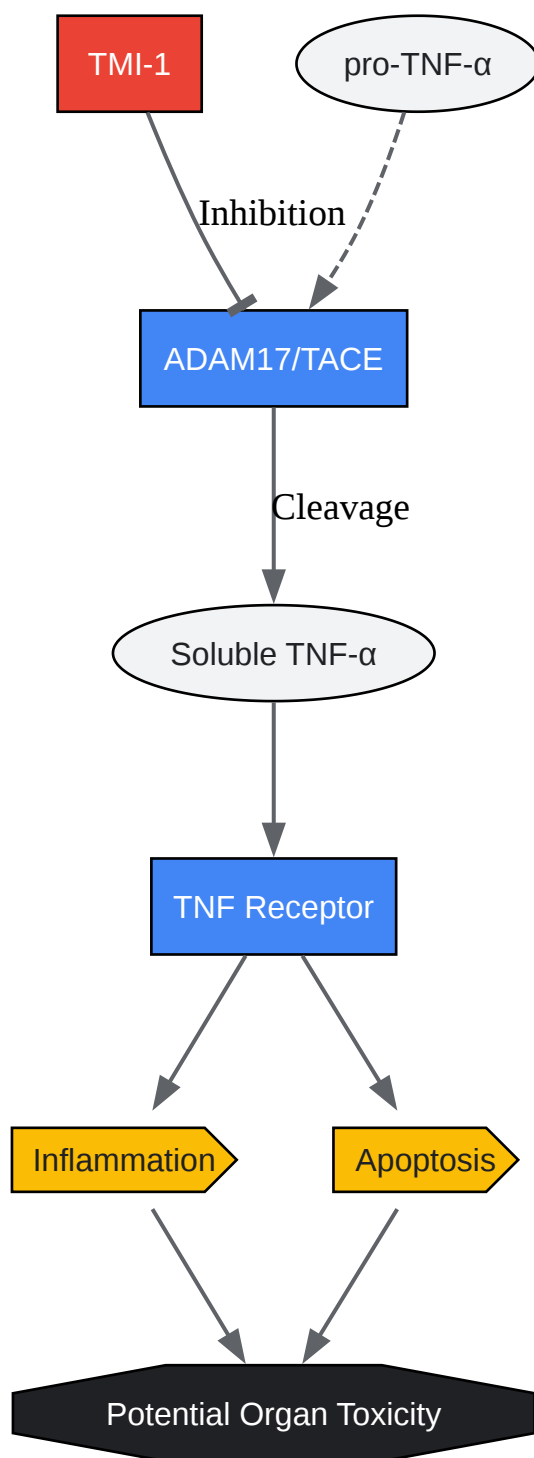 TMI-1
pro-TNF-α
Inhibition
ADAM17/TACE
Cleavage
Soluble TNF-α
TNF Receptor
Inflammation
Apoptosis
Potential Organ Toxicity